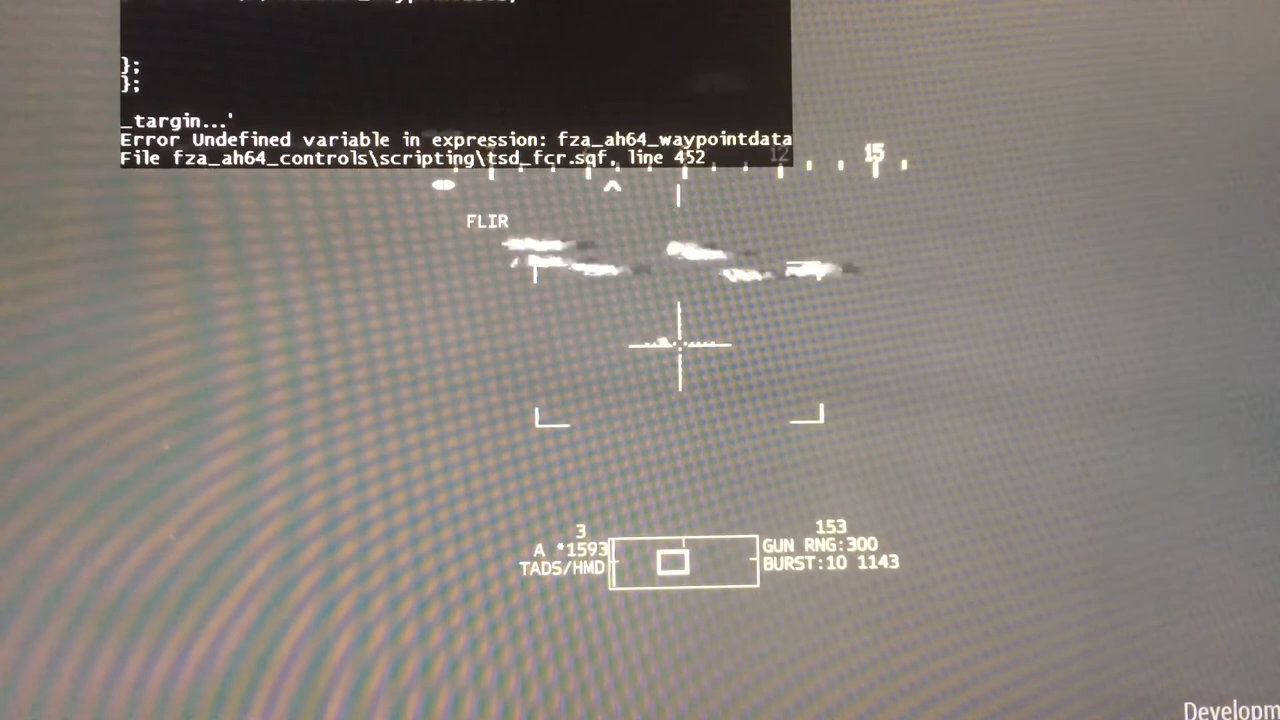 };
};
_targin...'
Error Undefined variable in expression: fza_ah64_waypointdata
File fza_ah64_controls\scripting\tsd_fcr.sqf, line 452
12
15
FLIR
3
153
A *1593
GUN RNG:300
TADS/HMD
BURST:10 1143
Developm